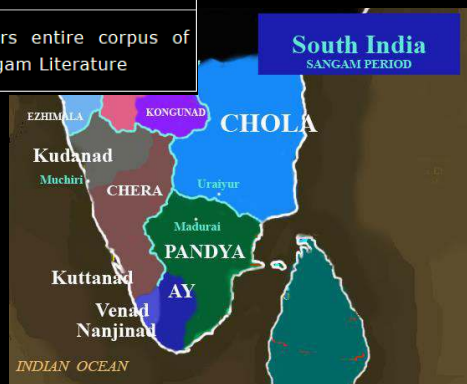 rs entire corpus of
gam Literature
South India
SANGAM PERIOD
EZHIMALA
KONGUNAD
CHOLA
Kudanad
Muchiri
CHERA
Uraiyur
Madurai
PANDYA
Kuttanad
AY
Venad
Nanjinad
INDIAN OCEAN